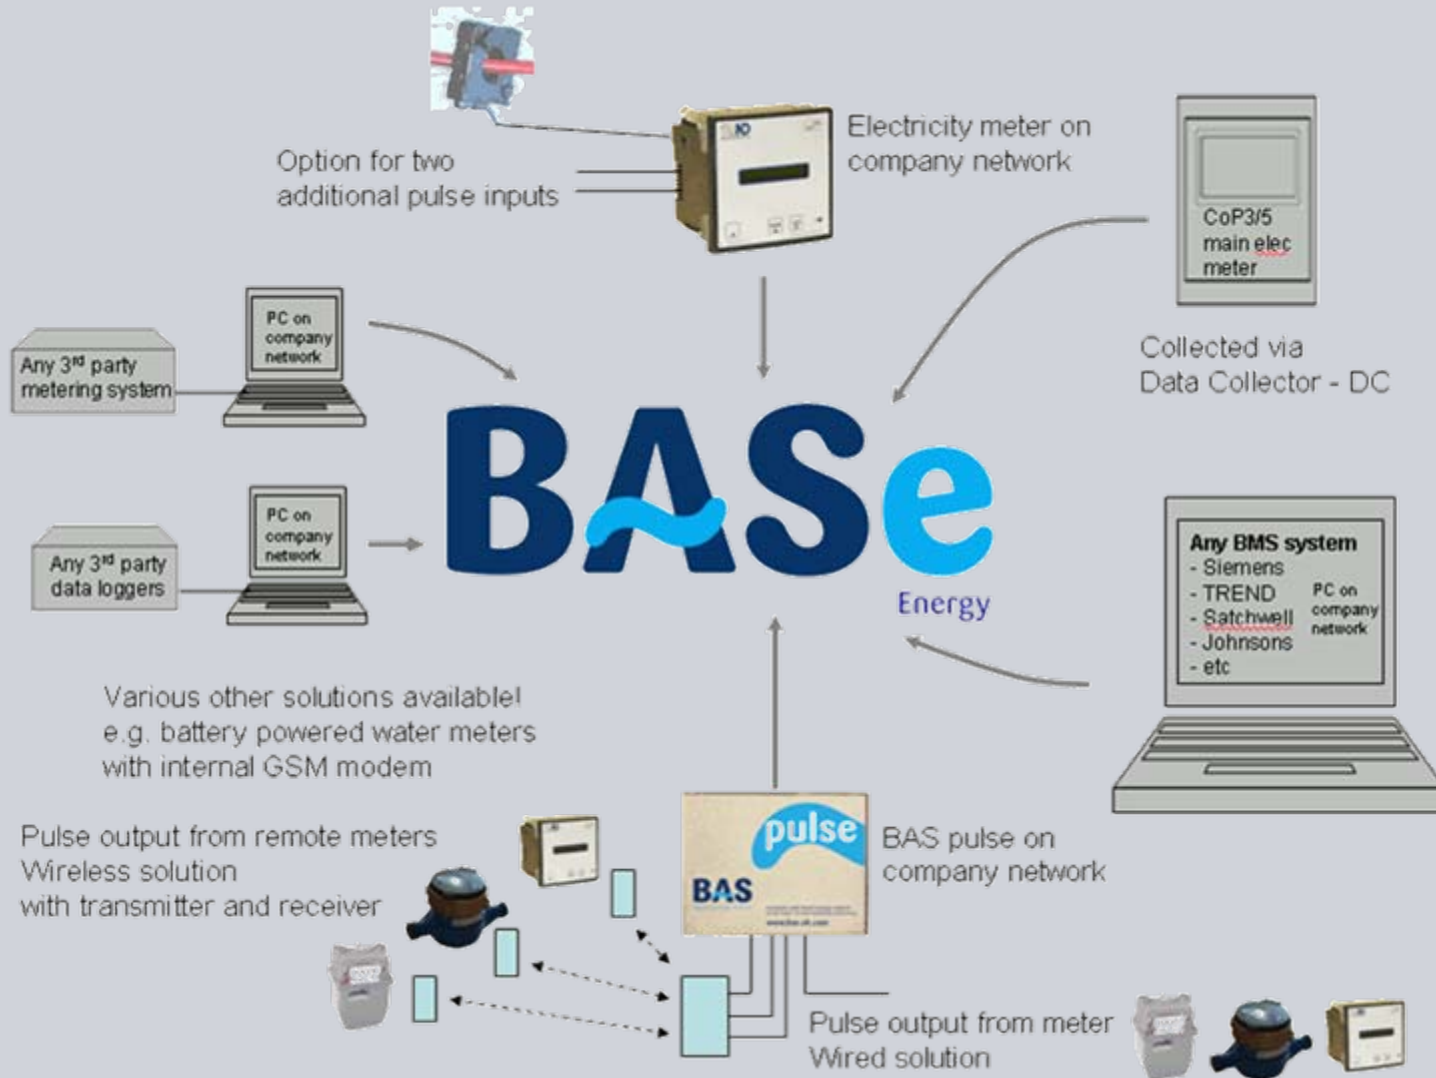 Option for two
additional pulse inputs
Electricity meter on
company network
CoP3/5
main elec
meter
Collected via
Data Collector - DC
Any 3rd party
metering system
PC on
company
network
Any 3rd party
data loggers
PC on
company
network
BASe
Energy
Any BMS system
- Siemens
- TREND
- Satchwell
- Johnsons
- etc
PC on
company
network
Various other solutions available!
e.g. battery powered water meters
with internal GSM modem
Pulse output from remote meters
Wireless solution
with transmitter and receiver
pulse
BAS
BAS pulse on
company network
Pulse output from meter
Wired solution